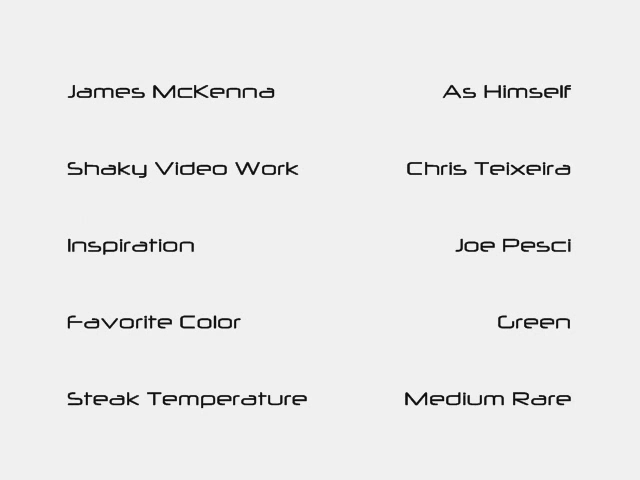 James McKenna As Himself
Shaky Video Work Chris Teixeira
Inspiration Joe Pesci
Favorite Color Green
Steak Temperature Medium Rare